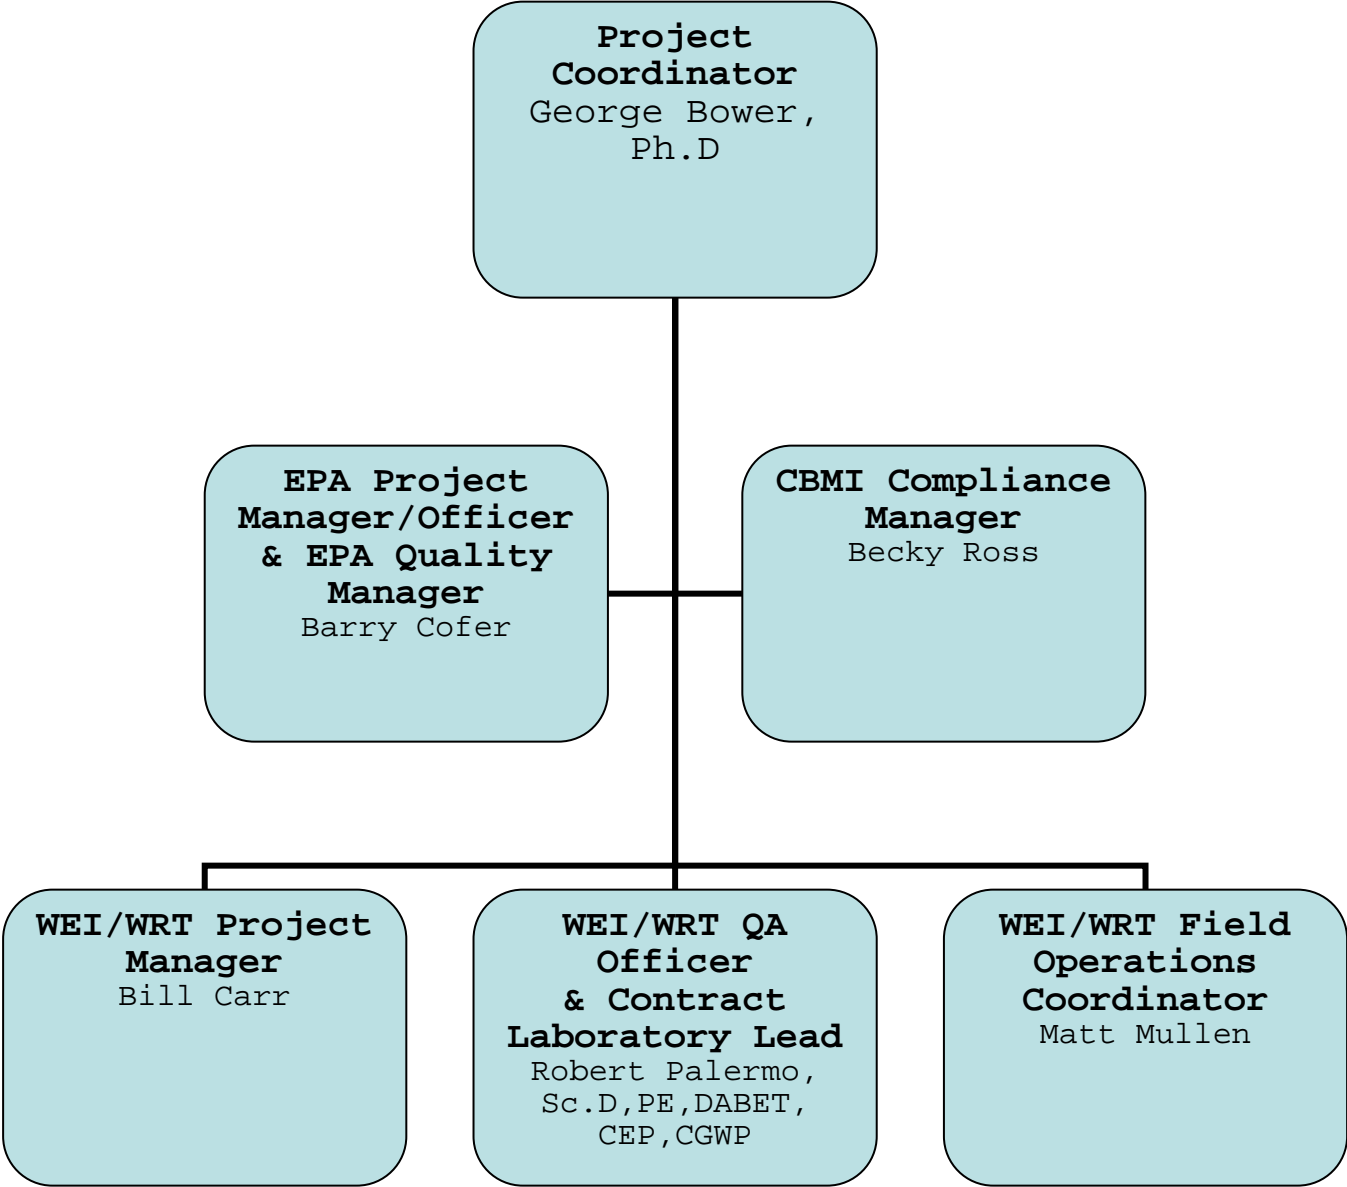 Project
Coordinator
George Bower,
Ph.D
EPA Project
Manager/Officer
& EPA Quality
Manager
Barry Cofer
CBMI Compliance
Manager
Becky Ross
WEI/WRT Project
Manager
Bill Carr
WEI/WRT QA
Officer
& Contract
Laboratory Lead
Robert Palermo,
Sc.D,PE,DABET,
CEP,CGWP
WEI/WRT Field
Operations
Coordinator
Matt Mullen